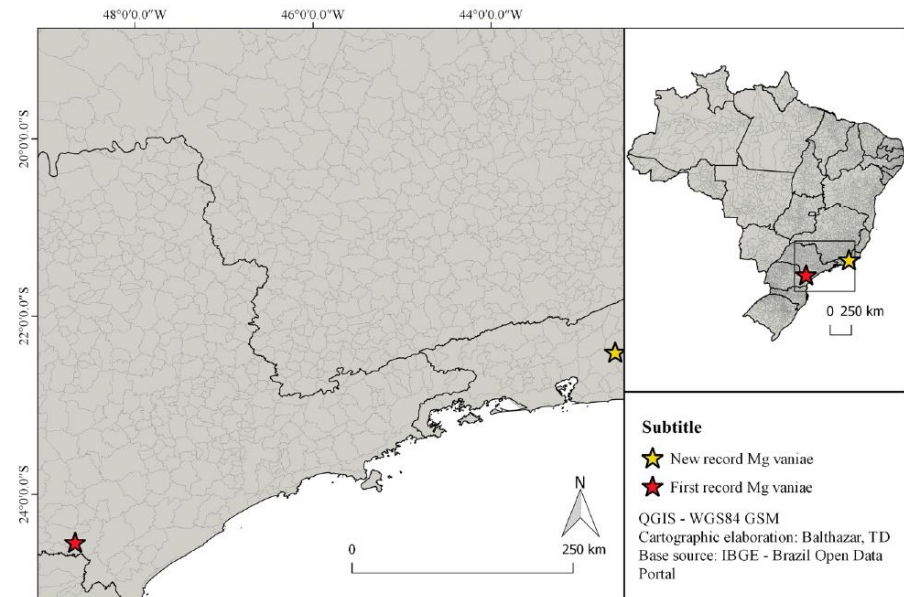 48°0'0.0"W 46°0'0.0"W 44°0'0.0"W
20°0'0.0"S
22°0'0.0"S
24°0'0.0"S
N
0 250 km
0 250 km
Subtitle
New record Mg vaniae
First record Mg vaniae
QGIS - WGS84 GSM
Cartographic elaboration: Balthazar, TD
Base source: IBGE - Brazil Open Data
Portal